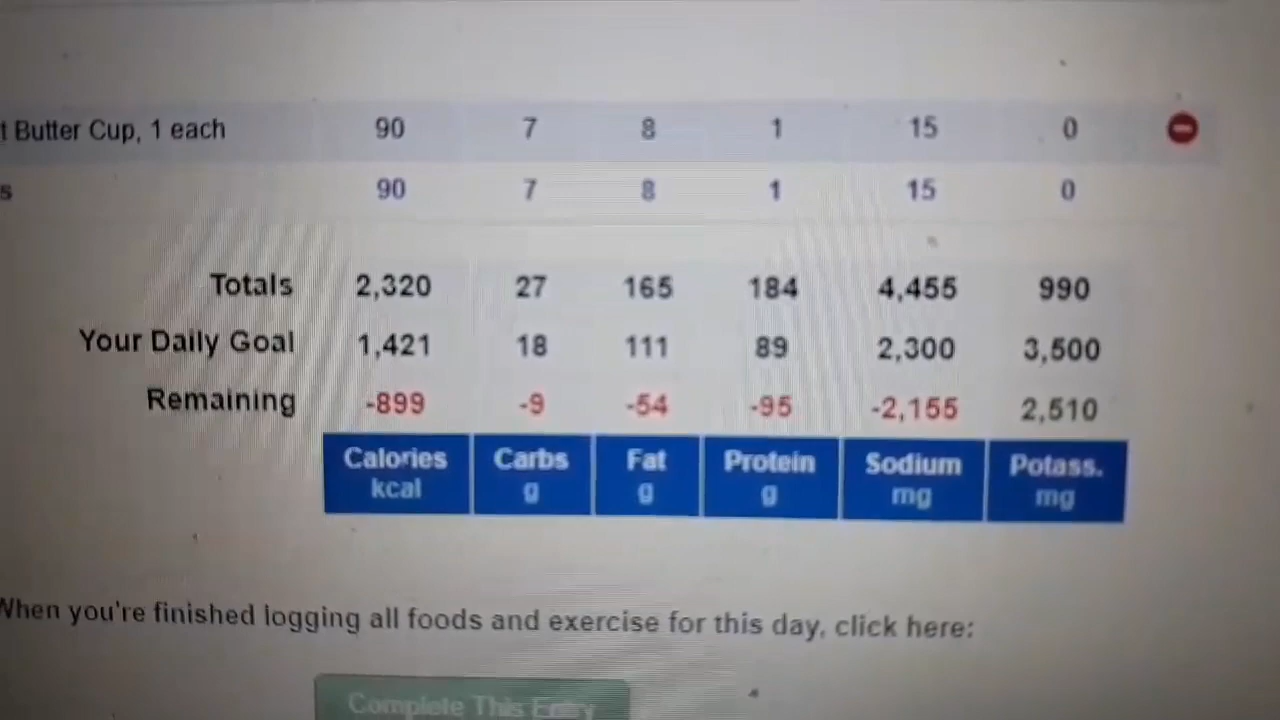 t Butter Cup, 1 each 90 7 8 1 15 0
s 90 7 8 1 15 0
Totals 2,320 27 165 184 4,455 990
Your Daily Goal 1,421 18 111 89 2,300 3,500
Remaining -899 -9 -54 -95 -2,155 2,510
Calories Carbs Fat Protein Sodium Potass.
kcal g g g mg mg
When you're finished logging all foods and exercise for this day, click here:
Complete This Entry